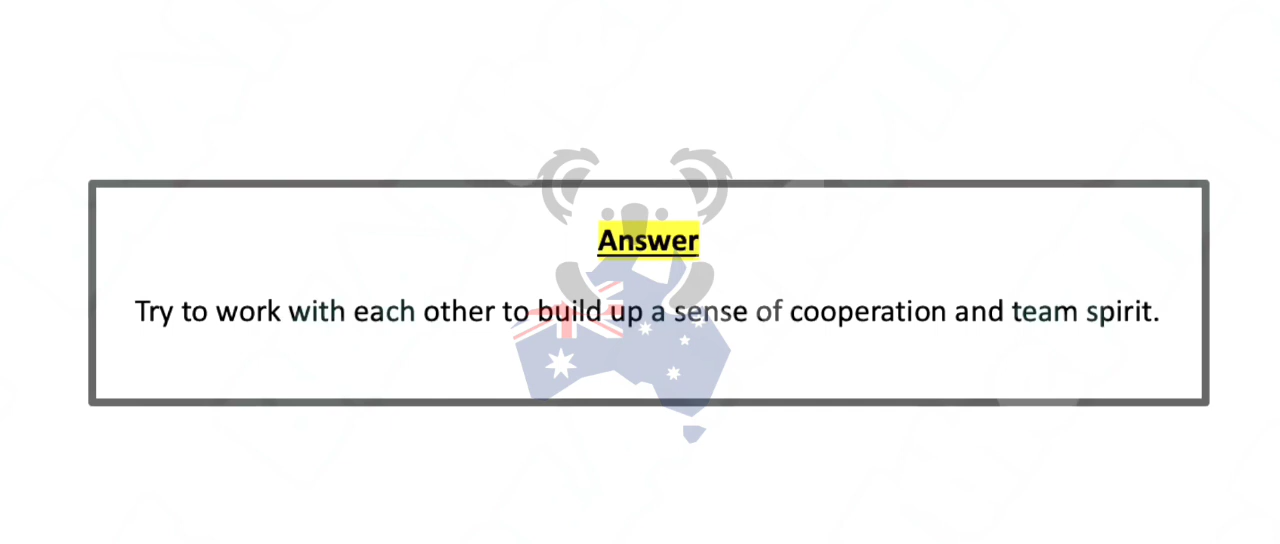 Answer
Try to work with each other to build up a sense of cooperation and team spirit.